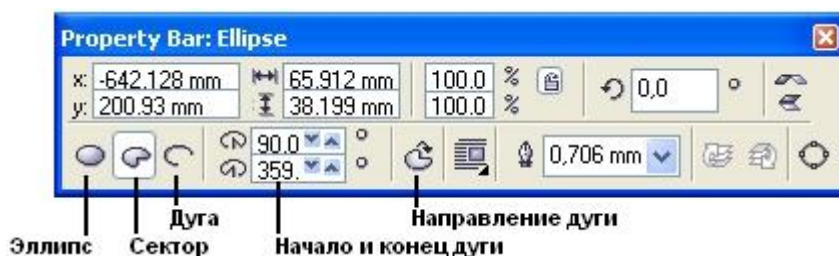 Property Bar: Ellipse
x: -642.128 mm 65.912 mm 100.0 % 0,0 °
y: 200.93 mm 38.199 mm 100.0 %
90.0 ° 0,706 mm
359. °
Дуга Направление дуги
Эллипс Сектор Начало и конец дуги